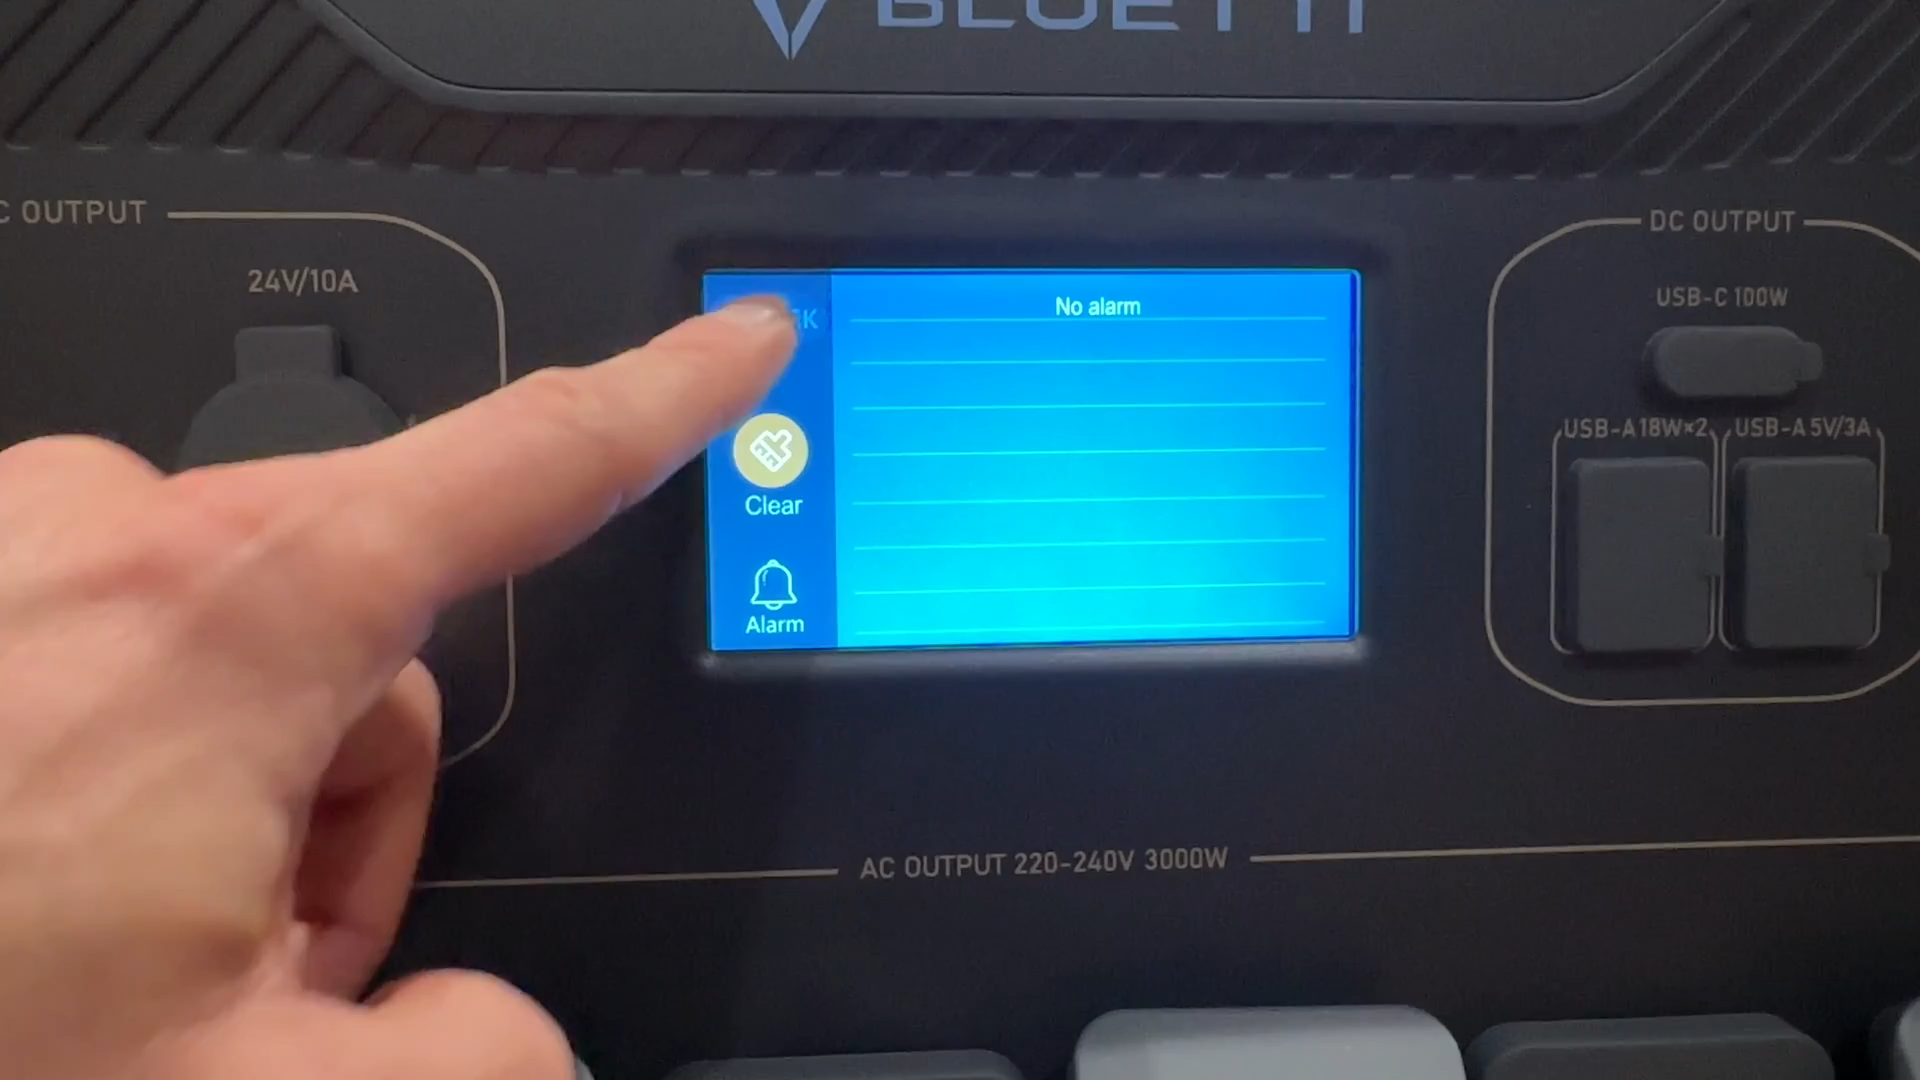 BLUETTI
C OUTPUT
24V/10A
No alarm
Clear
Alarm
DC OUTPUT
USB-C 100W
USB-A 18W×2
USB-A 5V/3A
AC OUTPUT 220-240V 3000W